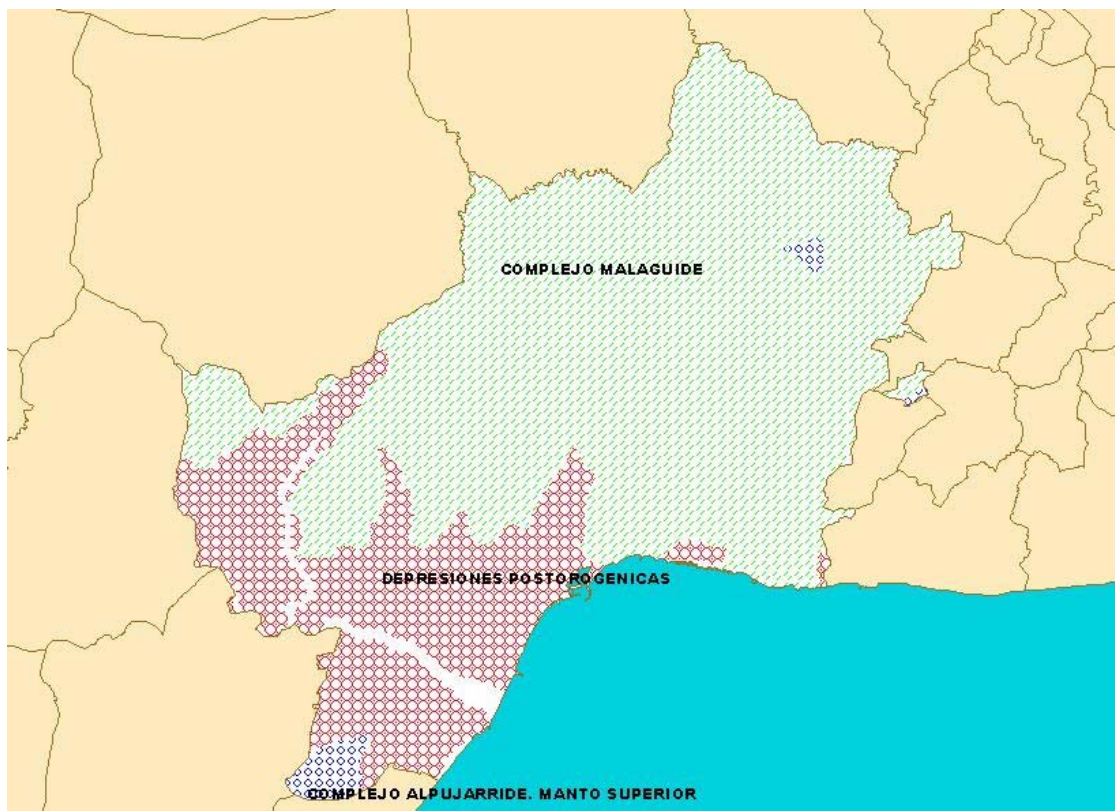 COMPLEJO MALAGUIDE
DEPRESIONES POSTOROGENICAS
COMPLEJO ALPUJARRIDE. MANTO SUPERIOR